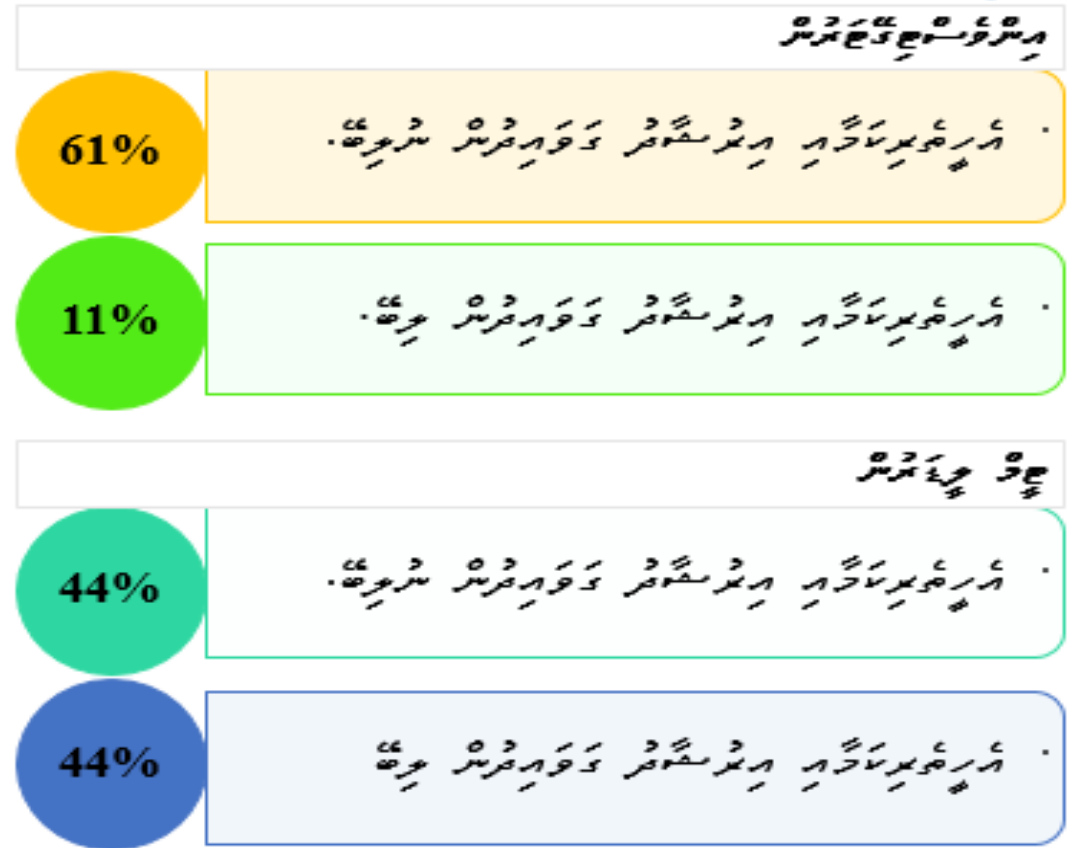 އިންވެސްޓިގޭޓަރުން
· އެހީތެރިކަމާއި އިރުޝާދު ގަވައިދުން ނުލިބޭ.
61%
· އެހީތެރިކަމާއި އިރުޝާދު ގަވައިދުން ލިބޭ.
11%
ޓީމް ލީޑަރުން
· އެހީތެރިކަމާއި އިރުޝާދު ގަވައިދުން ނުލިބޭ.
44%
· އެހީތެރިކަމާއި އިރުޝާދު ގަވައިދުން ލިބޭ
44%